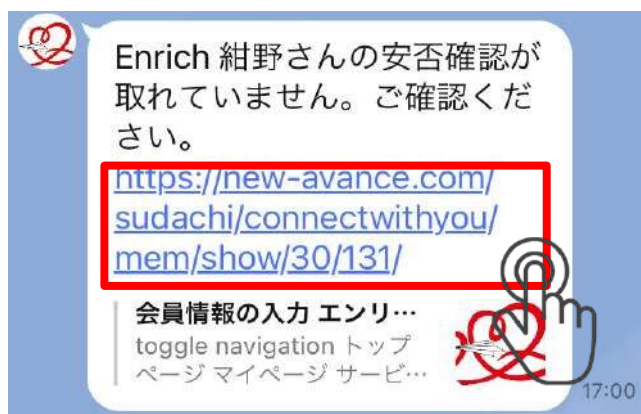 Enrich 紺野さんの安否確認が
取れていません。ご確認くだ
さい。
https://new-avance.com/
sudachi/connectwithyou/
mem/show/30/131/
会員情報の入力 エンリ…
toggle navigation トップ
ページ マイページ サービ…
17:00